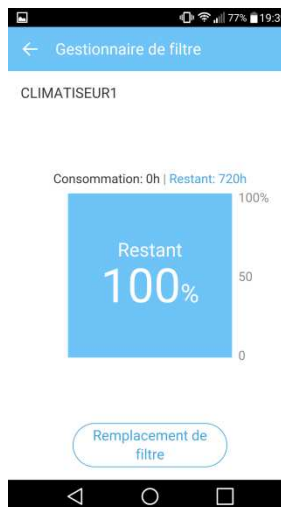 77% 19:3
Gestionnaire de filtre
CLIMATISEUR1
Consommation: 0h | Restant: 720h
100%
Restant
100%
50
0
Remplacement de
filtre